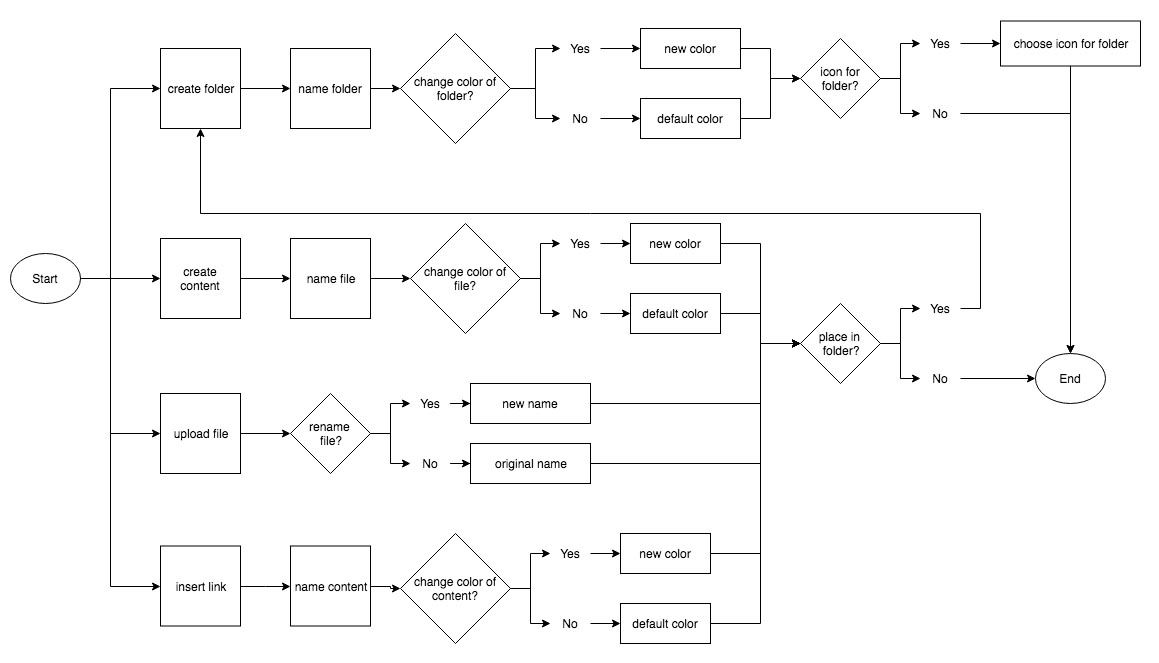 create folder
name folder
change color of
folder?
Yes
new color
No
default color
icon for
folder?
Yes
choose icon for folder
No
Start
create
content
name file
change color of
file?
Yes
new color
No
default color
place in
folder?
Yes
No
End
upload file
rename
file?
Yes
new name
No
original name
insert link
name content
change color of
content?
Yes
new color
No
default color